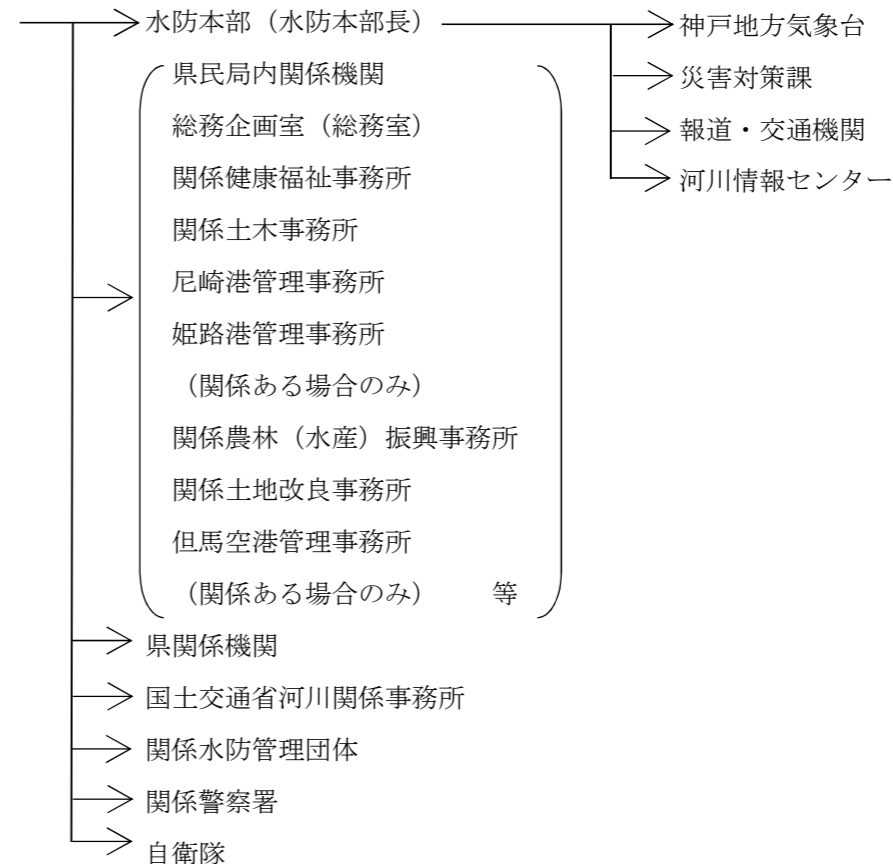 水防本部（水防本部長）
神戸地方気象台
災害対策課
報道・交通機関
河川情報センター
県民局内関係機関
総務企画室（総務室）
関係健康福祉事務所
関係土木事務所
尼崎港管理事務所
姫路港管理事務所
（関係ある場合のみ）
関係農林（水産）振興事務所
関係土地改良事務所
但馬空港管理事務所
（関係ある場合のみ）　　等
県関係機関
国土交通省河川関係事務所
関係水防管理団体
関係警察署
自衛隊